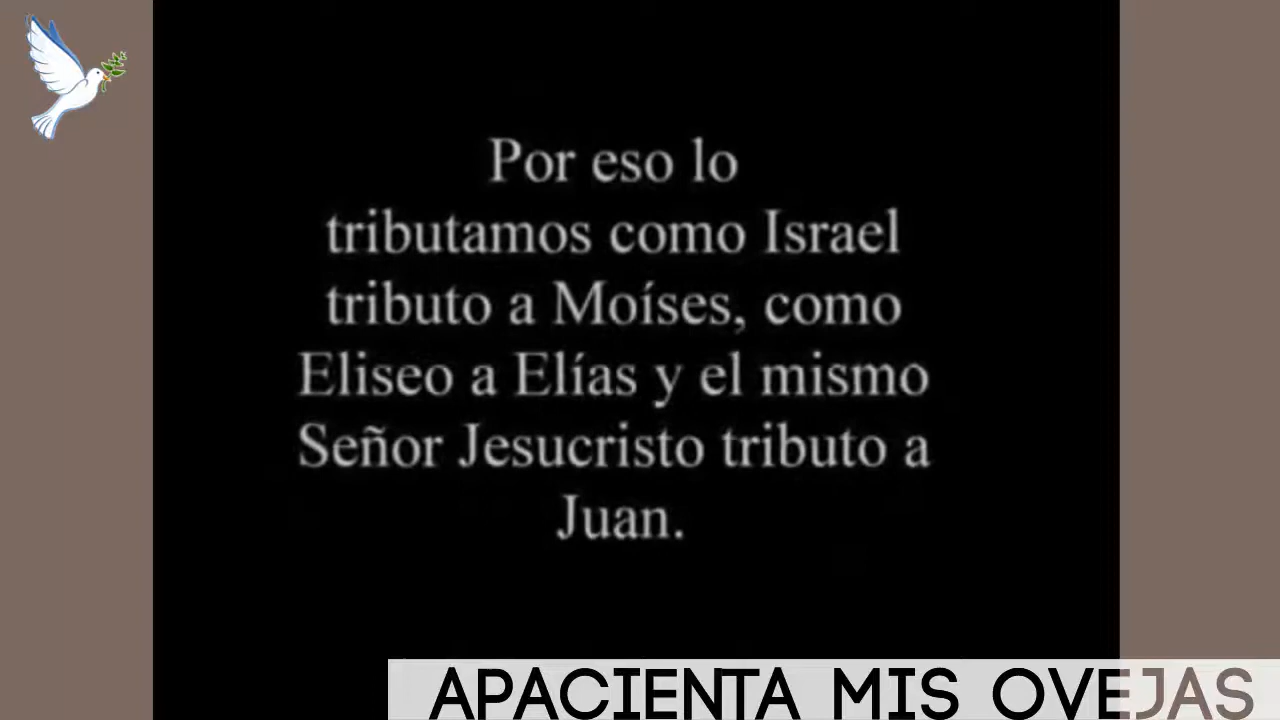 Por eso lo
tributamos como Israel
tributo a Moíses, como
Eliseo a Elías y el mismo
Señor Jesucristo tributo a
Juan.
APACIENTA MIS OVEJAS